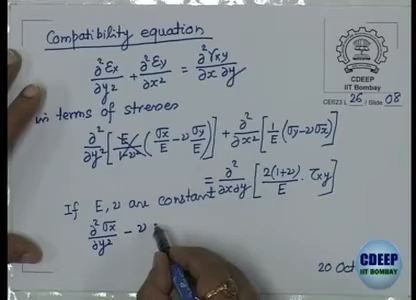 Compatibility equation
∂²εx/∂y² + ∂²εy/∂x² = ∂²γxy/∂x ∂y
in terms of stresses
∂²/∂y² [E/1-ν² (σx/E - ν σy/E)] + ∂²/∂x² [1/E (σy - νσx)]
= ∂²/∂x∂y [2(1+ν)/E . τxy]
If E, ν are constant
∂²σx/∂y² - ν
CDEEP
IIT Bombay
CE623 L 26 / Slide 08
CDEEP
IIT BOMBAY
20 Oct